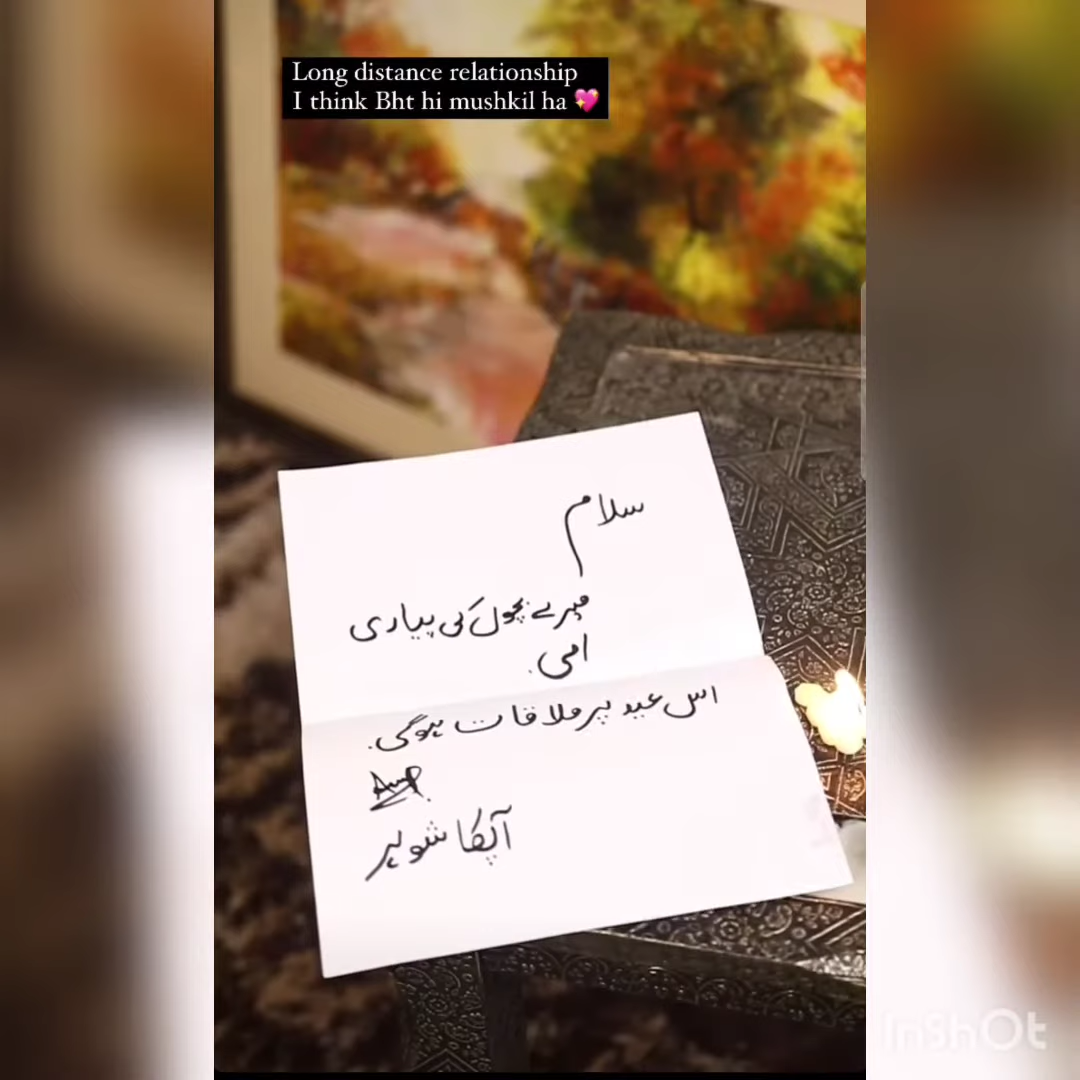 Long distance relationship
I think Bht hi mushkil ha 💖
سلام
میرے بچوں کی پیاری
امی.
اس عید پر ملاقات ہوگی.
آپکا شوہر
InShOt